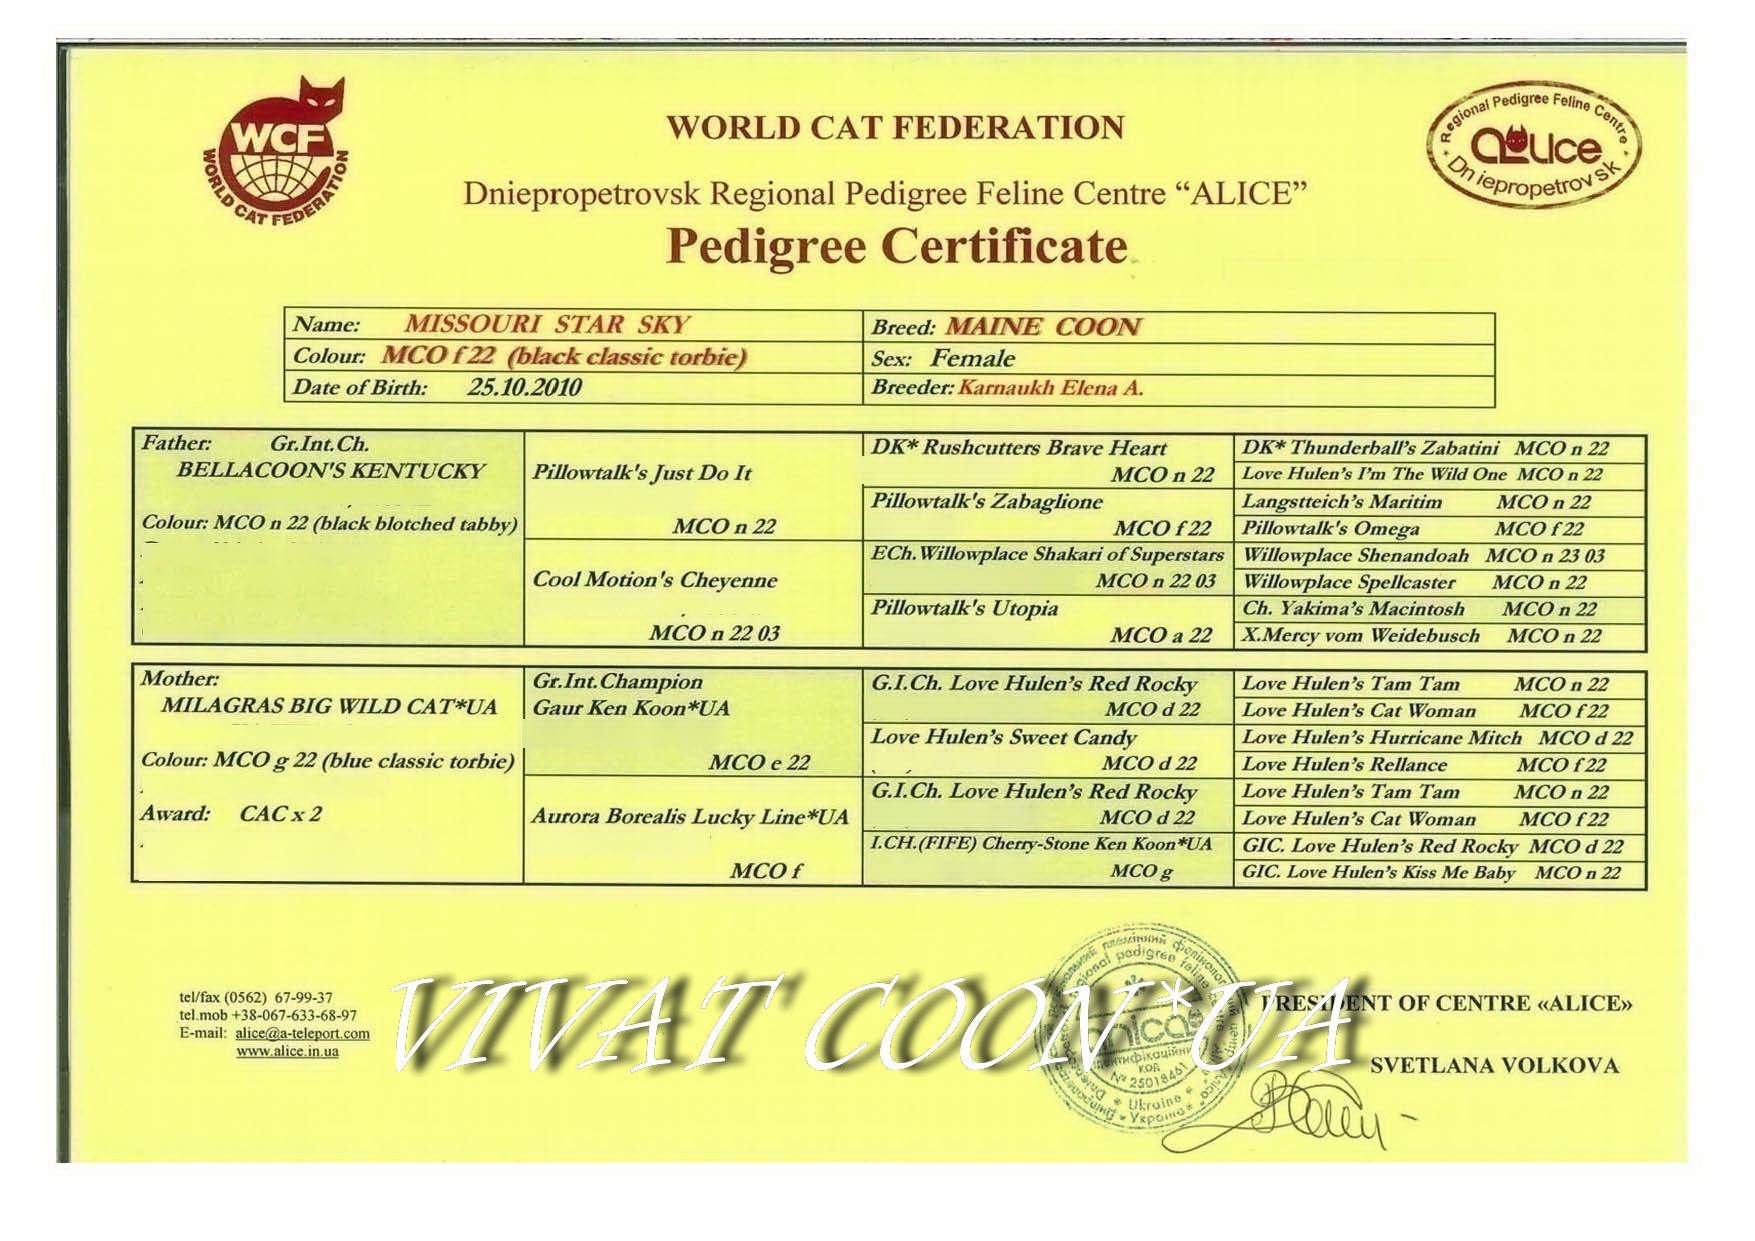 WCF
WORLD CAT FEDERATION
WORLD CAT FEDERATION
Dniepropetrovsk Regional Pedigree Feline Centre “ALICE”
Pedigree Certificate
Regional Pedigree Feline Centre
ALICE
Dniepropetrovsk
Name: MISSOURI STAR SKY
Breed: MAINE COON
Colour: MCO f 22 (black classic torbie)
Sex: Female
Date of Birth: 25.10.2010
Breeder: Karnaukh Elena A.
Father: Gr.Int.Ch.
BELLACOON'S KENTUCKY
Colour: MCO n 22 (black blotched tabby)
Pillowtalk's Just Do It
MCO n 22
Cool Motion's Cheyenne
MCO n 22 03
DK* Rushcutters Brave Heart
MCO n 22
Pillowtalk's Zabaglione
MCO f 22
ECh. Willowplace Shakari of Superstars
MCO n 22 03
Pillowtalk's Utopia
MCO a 22
DK* Thunderball’s Zabatini MCO n 22
Love Hulen’s I’m The Wild One MCO n 22
Langstteich’s Maritim MCO n 22
Pillowtalk's Omega MCO f 22
Willowplace Shenandoah MCO n 23 03
Willowplace Spellcaster MCO n 22
Ch. Yakima’s Macintosh MCO n 22
X.Mercy vom Weidebusch MCO n 22
Mother:
MILAGRAS BIG WILD CAT*UA
Colour: MCO g 22 (blue classic torbie)
Award: CAC x 2
Gr.Int.Champion
Gaur Ken Koon*UA
MCO e 22
Aurora Borealis Lucky Line*UA
MCO f
G.I.Ch. Love Hulen’s Red Rocky
MCO d 22
Love Hulen’s Sweet Candy
MCO d 22
G.I.Ch. Love Hulen’s Red Rocky
MCO d 22
I.CH.(FIFE) Cherry-Stone Ken Koon*UA
MCO g
Love Hulen’s Tam Tam MCO n 22
Love Hulen’s Cat Woman MCO f 22
Love Hulen’s Hurricane Mitch MCO d 22
Love Hulen’s Rellance MCO f 22
Love Hulen’s Tam Tam MCO n 22
Love Hulen’s Cat Woman MCO f 22
GIC. Love Hulen’s Red Rocky MCO d 22
GIC. Love Hulen’s Kiss Me Baby MCO n 22
tel/fax (0562) 67-99-37
tel.mob +38-067-633-68-97
E-mail: alice@a-teleport.com
www.alice.in.ua
VIVAT COON*UA
pedigree
код
№ 25018461
* Ukraine *
Україна
PRESIDENT OF CENTRE «ALICE»
SVETLANA VOLKOVA